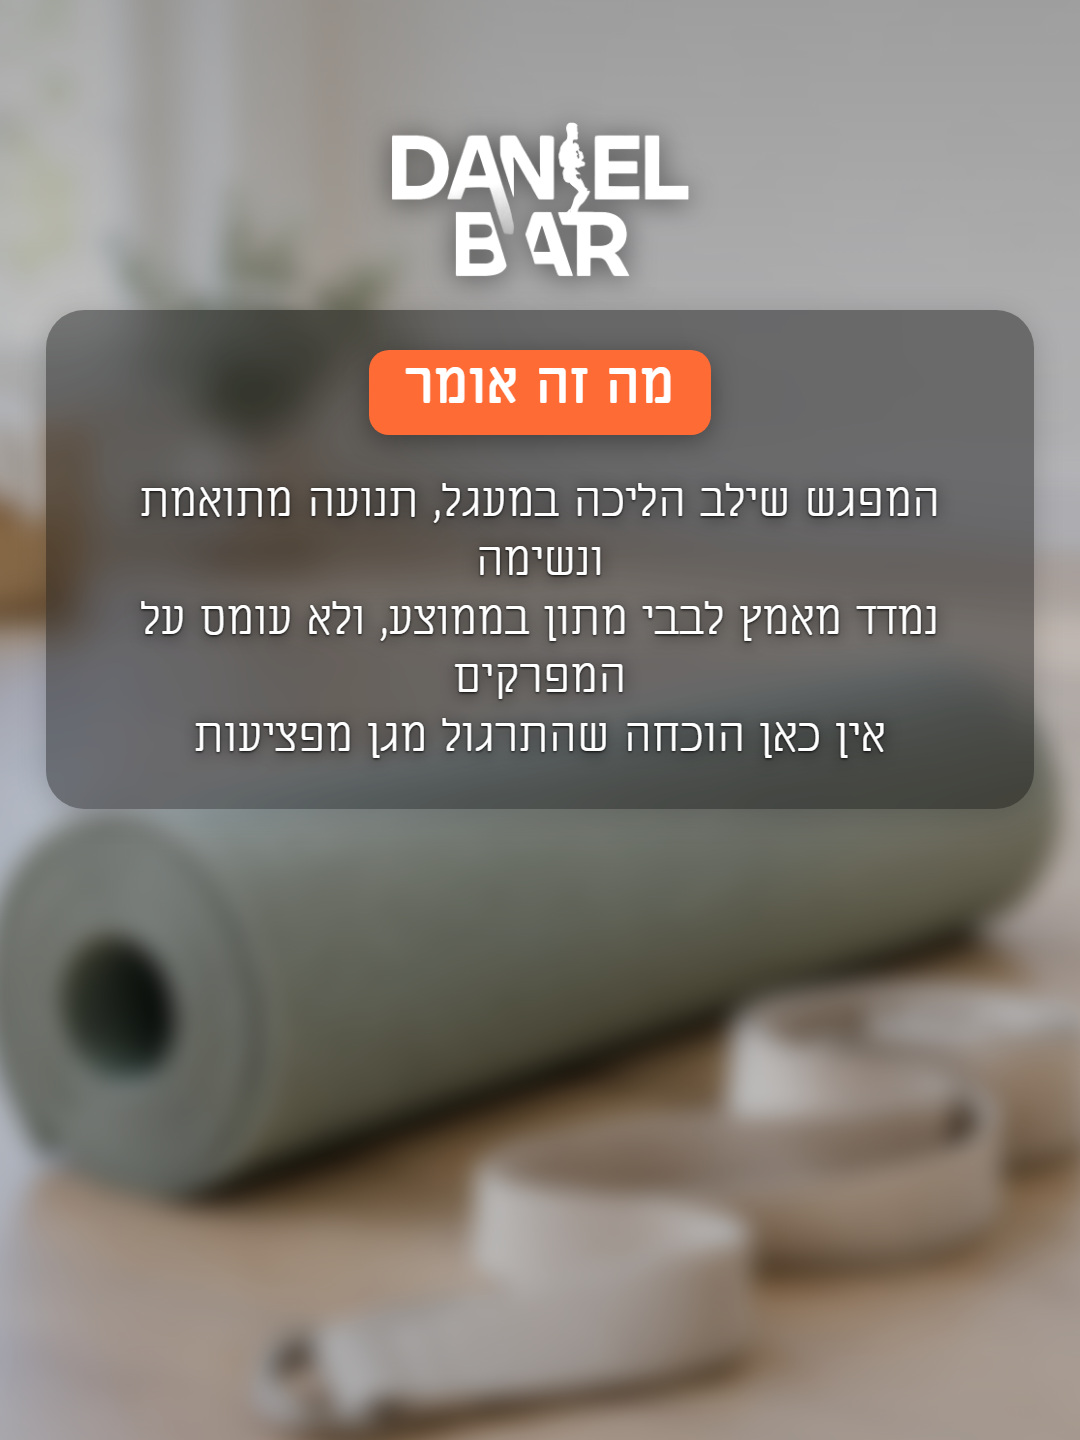 DANIEL
BAR
מה זה אומר
המפגש שילב הליכה במעגל, תנועה מתואמת
ונשימה
נמדד מאמץ לבבי מתון בממוצע, ולא עומס על
המפרקים
אין כאן הוכחה שהתרגול מגן מפציעות